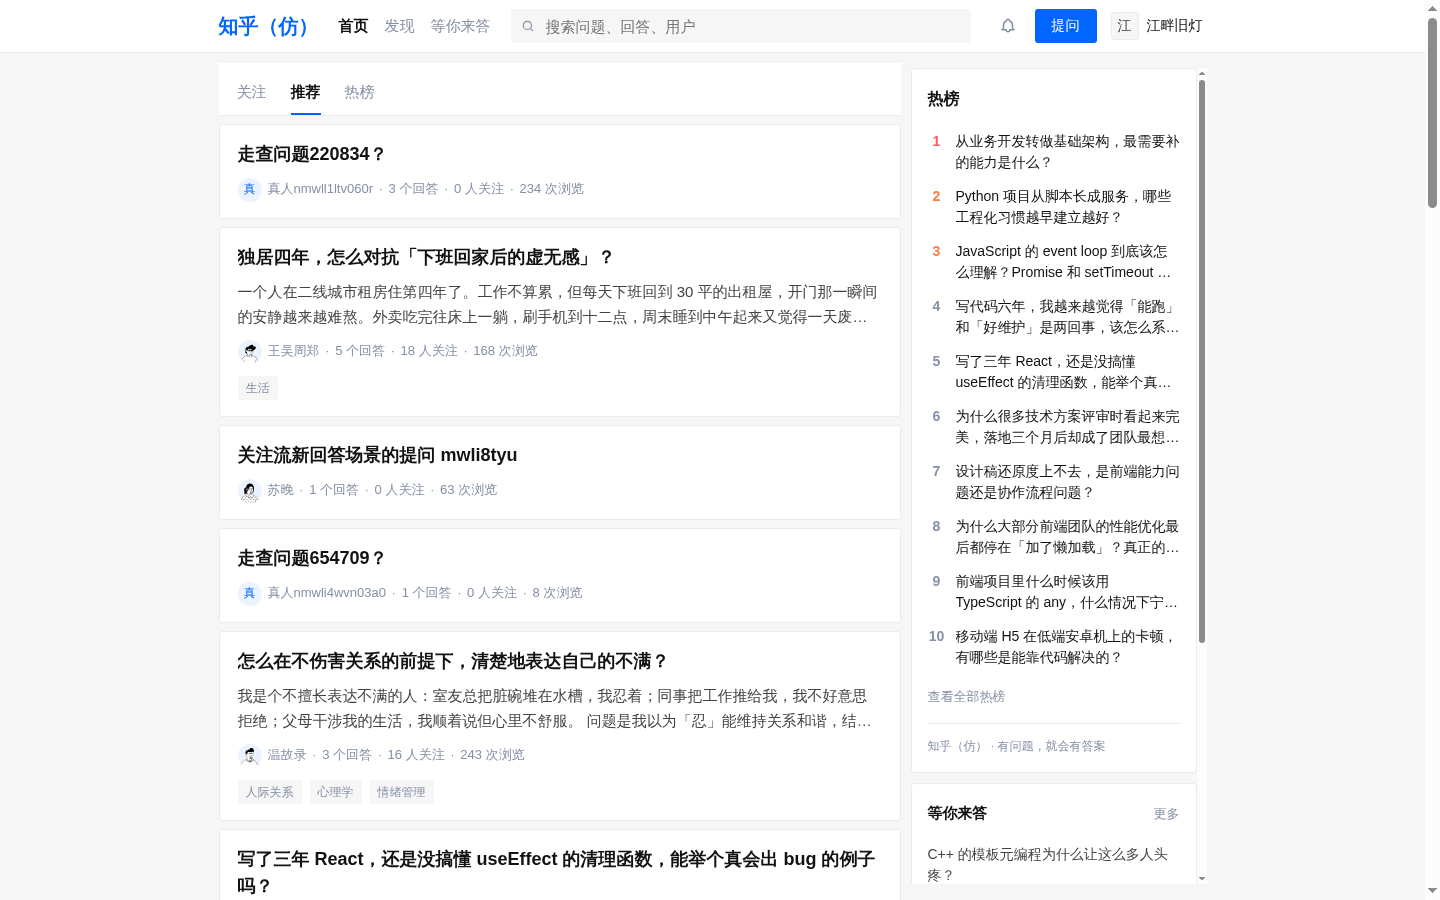 知乎（仿） 首页 发现 等你来答 搜索问题、回答、用户 提问 江 江畔旧灯
关注 推荐 热榜
走查问题220834？
真 真人nmwll1ltv060r · 3 个回答 · 0 人关注 · 234 次浏览
独居四年，怎么对抗「下班回家后的虚无感」？
一个人在二线城市租房住第四年了。工作不算累，但每天下班回到 30 平的出租屋，开门那一瞬间
的安静越来越难熬。外卖吃完往床上一躺，刷手机到十二点，周末睡到中午起来又觉得一天废…
王吴周郑 · 5 个回答 · 18 人关注 · 168 次浏览
生活
关注流新回答场景的提问 mwli8tyu
苏晚 · 1 个回答 · 0 人关注 · 63 次浏览
走查问题654709？
真 真人nmwli4wvn03a0 · 1 个回答 · 0 人关注 · 8 次浏览
怎么在不伤害关系的前提下，清楚地表达自己的不满？
我是个不擅长表达不满的人：室友总把脏碗堆在水槽，我忍着；同事把工作推给我，我不好意思
拒绝；父母干涉我的生活，我顺着说但心里不舒服。 问题是我以为「忍」能维持关系和谐，结…
温故录 · 3 个回答 · 16 人关注 · 243 次浏览
人际关系 心理学 情绪管理
写了三年 React，还是没搞懂 useEffect 的清理函数，能举个真会出 bug 的例子
吗？
热榜
1 从业务开发转做基础架构，最需要补
的能力是什么？
2 Python 项目从脚本长成服务，哪些
工程化习惯越早建立越好？
3 JavaScript 的 event loop 到底该怎
么理解？Promise 和 setTimeout …
4 写代码六年，我越来越觉得「能跑」
和「好维护」是两回事，该怎么系…
5 写了三年 React，还是没搞懂
useEffect 的清理函数，能举个真…
6 为什么很多技术方案评审时看起来完
美，落地三个月后却成了团队最想…
7 设计稿还原度上不去，是前端能力问
题还是协作流程问题？
8 为什么大部分前端团队的性能优化最
后都停在「加了懒加载」？真正的…
9 前端项目里什么时候该用
TypeScript 的 any，什么情况下宁…
10 移动端 H5 在低端安卓机上的卡顿，
有哪些是能靠代码解决的？
查看全部热榜
知乎（仿） · 有问题，就会有答案
等你来答 更多
C++ 的模板元编程为什么让这么多人头
疼？